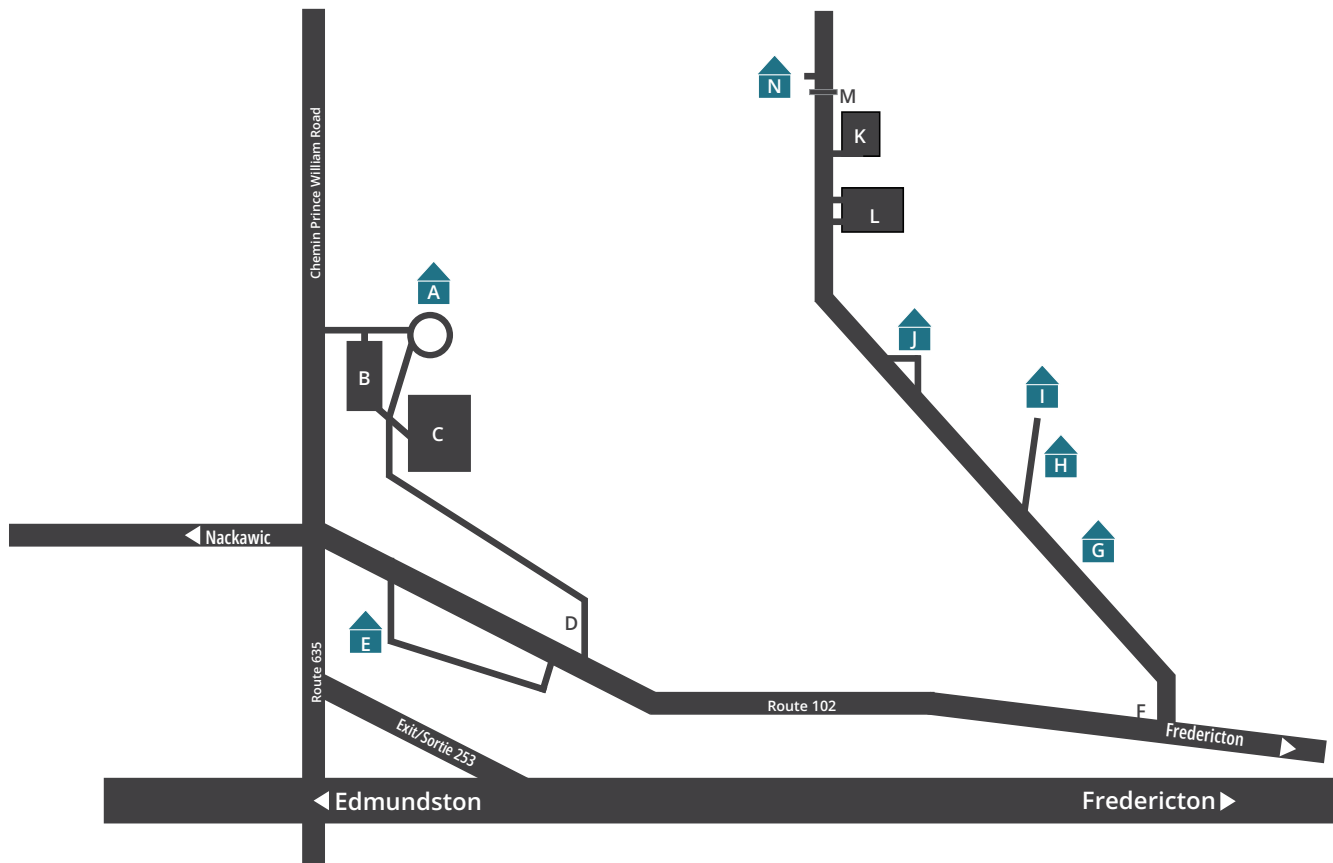 N
M
K
Chemin Prince William Road
L
A
J
B
I
C
H
Nackawic
G
D
E
Route 635
Route 102
F
Fredericton
Exit/Sortie 253
Edmundston
Fredericton